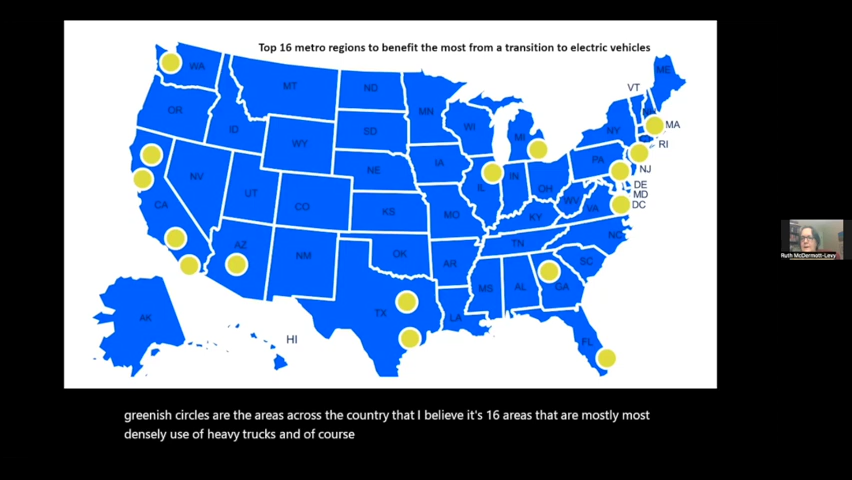 Top 16 metro regions to benefit the most from a transition to electric vehicles
WA
MT
ND
MN
ME
VT
OR
ID
SD
WI
MI
NY
MA
WY
RI
NE
IA
PA
NJ
NV
UT
CO
IL
IN
OH
DE
MD
DC
CA
KS
MO
KY
WV
VA
AZ
NM
OK
AR
TN
NC
SC
TX
LA
MS
AL
GA
FL
AK
HI
Ruth McDermott-Levy
greenish circles are the areas across the country that I believe it's 16 areas that are mostly most
densely use of heavy trucks and of course